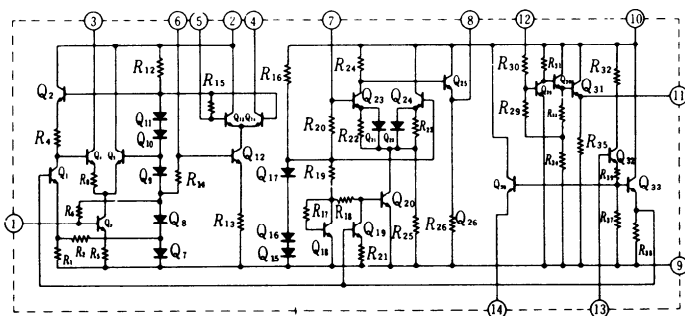 3 6 5 2 4 7 8 12 10
R12 R15 R16 R24 R30 R31 R32
Q2 Q25 Q31 11
Q11 Q23 Q24
R29
R4 Q10 R20 R22 R35
Q1 Q12 R34
Q9 Q17 R19 Q32
R8 R14 Q20 Q33
R6 R17 R18
1 Q8 R13 Q16 Q19 R25 R26 Q26 R37
R2 Q18
R1 R3 Q7 Q15 R21 R38 9
14 13